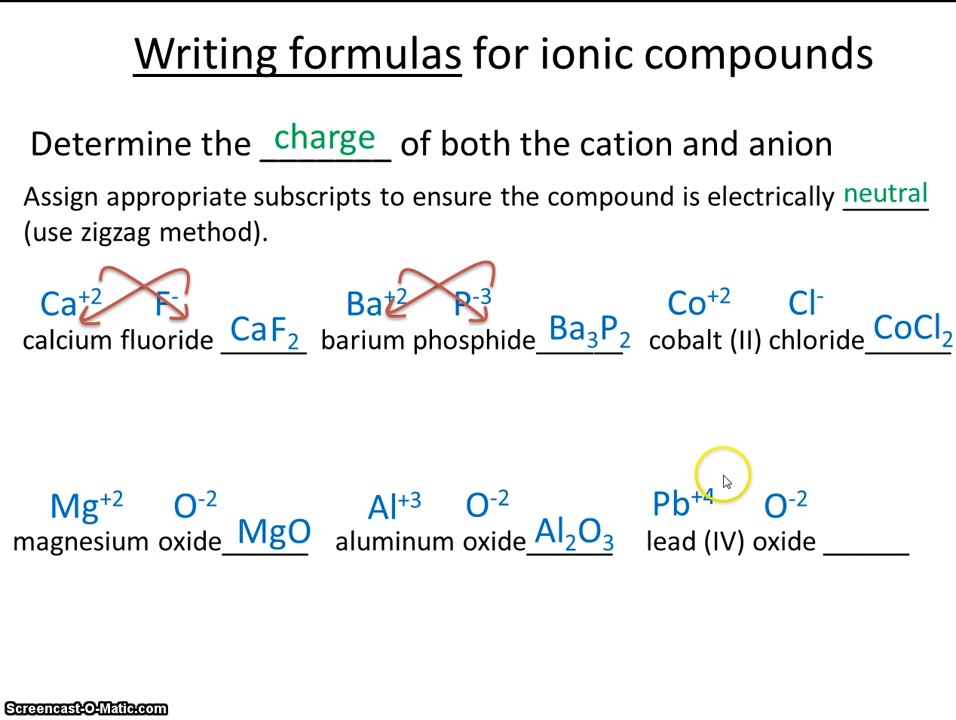 Writing formulas for ionic compounds
Determine the charge of both the cation and anion
Assign appropriate subscripts to ensure the compound is electrically neutral
(use zigzag method).
Ca+2 F- Ba+2 P-3 Co+2 Cl-
calcium fluoride CaF2 barium phosphide Ba3P2 cobalt (II) chloride CoCl2
Mg+2 O-2 Al+3 O-2 Pb+4 O-2
magnesium oxide MgO aluminum oxide Al2O3 lead (IV) oxide ______
Screencast-O-Matic.com